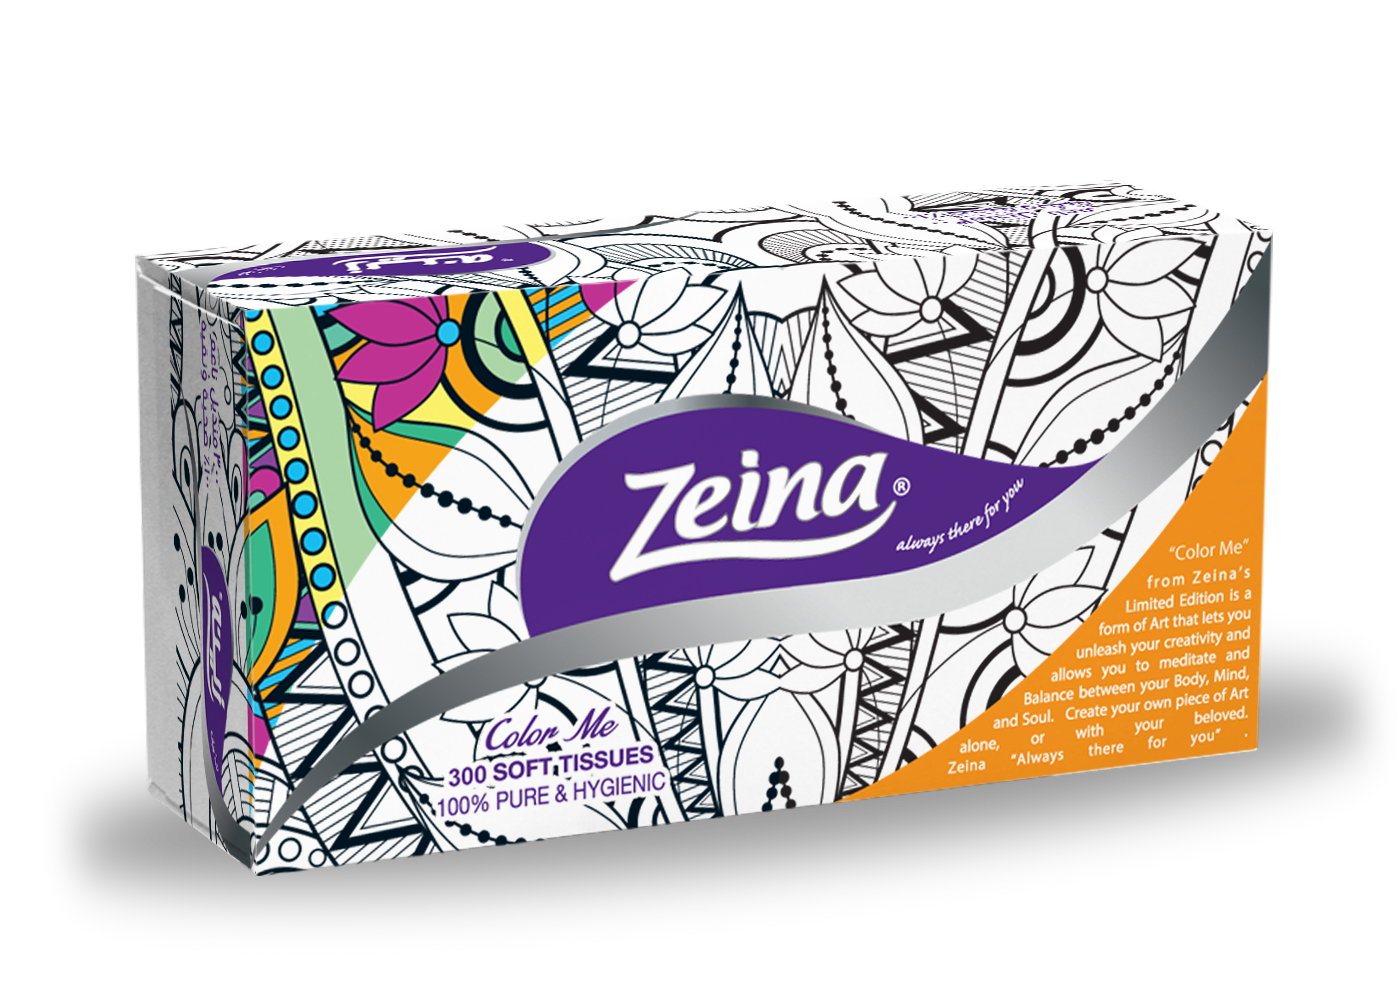 زينة
Zeina®
always there for you
Color Me
300 SOFT TISSUES
100% PURE & HYGIENIC
"Color Me"
from Zeina's
Limited Edition is a
form of Art that lets you
unleash your creativity and
allows you to meditate and
Balance between your Body, Mind,
and Soul. Create your own piece of Art
alone, or with your beloved.
Zeina "Always there for you" .
زينة